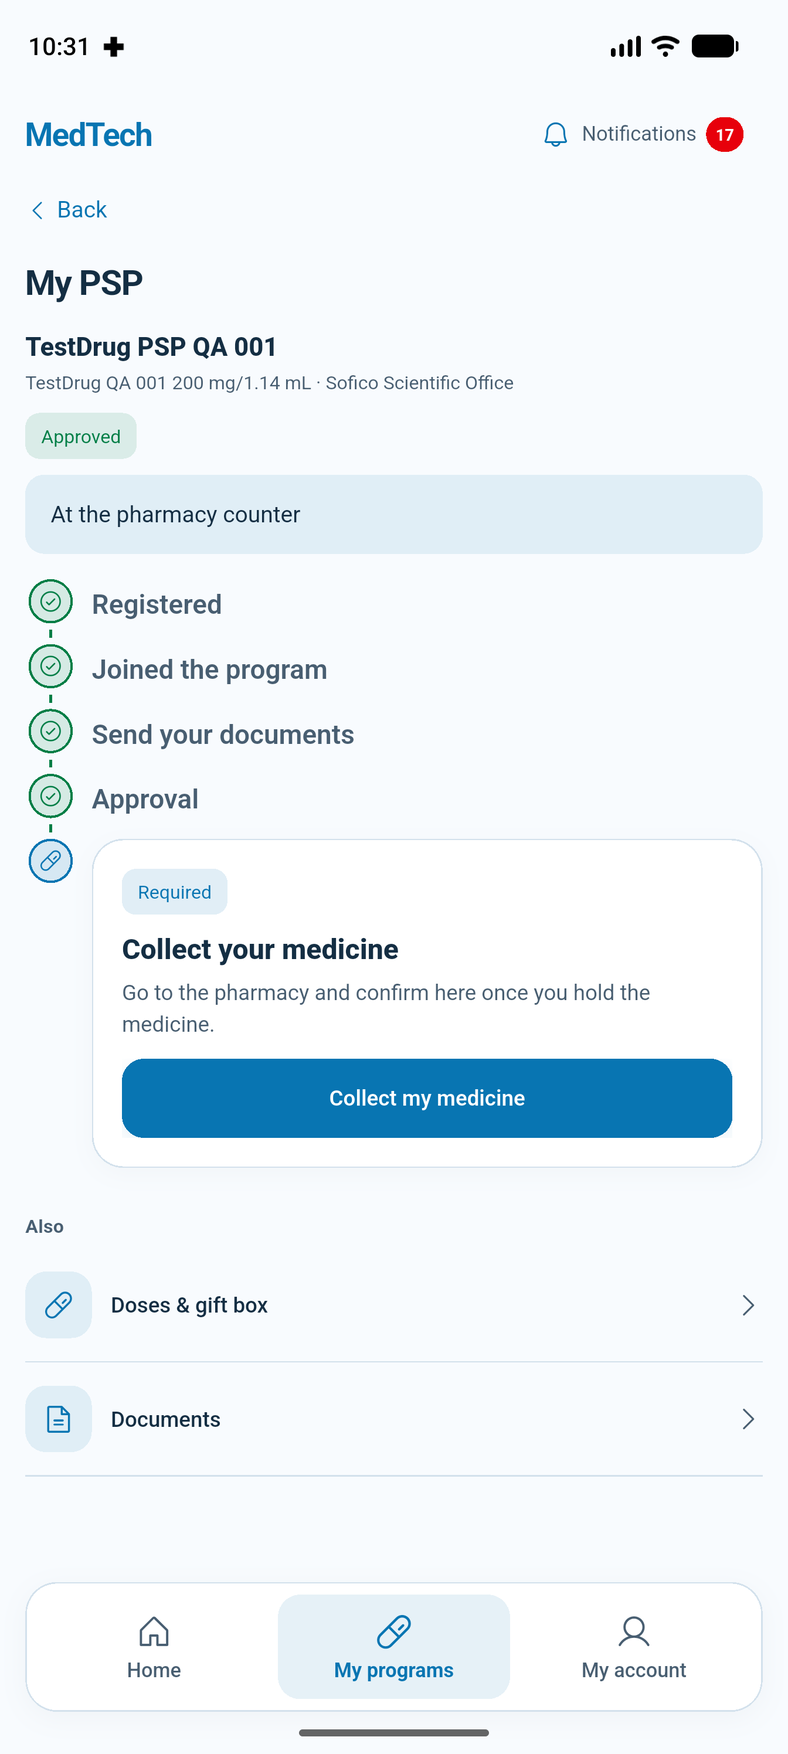 10:31
MedTech
Notifications 17
Back
My PSP
TestDrug PSP QA 001
TestDrug QA 001 200 mg/1.14 mL · Sofico Scientific Office
Approved
At the pharmacy counter
Registered
Joined the program
Send your documents
Approval
Required
Collect your medicine
Go to the pharmacy and confirm here once you hold the
medicine.
Collect my medicine
Also
Doses & gift box
Documents
Home
My programs
My account